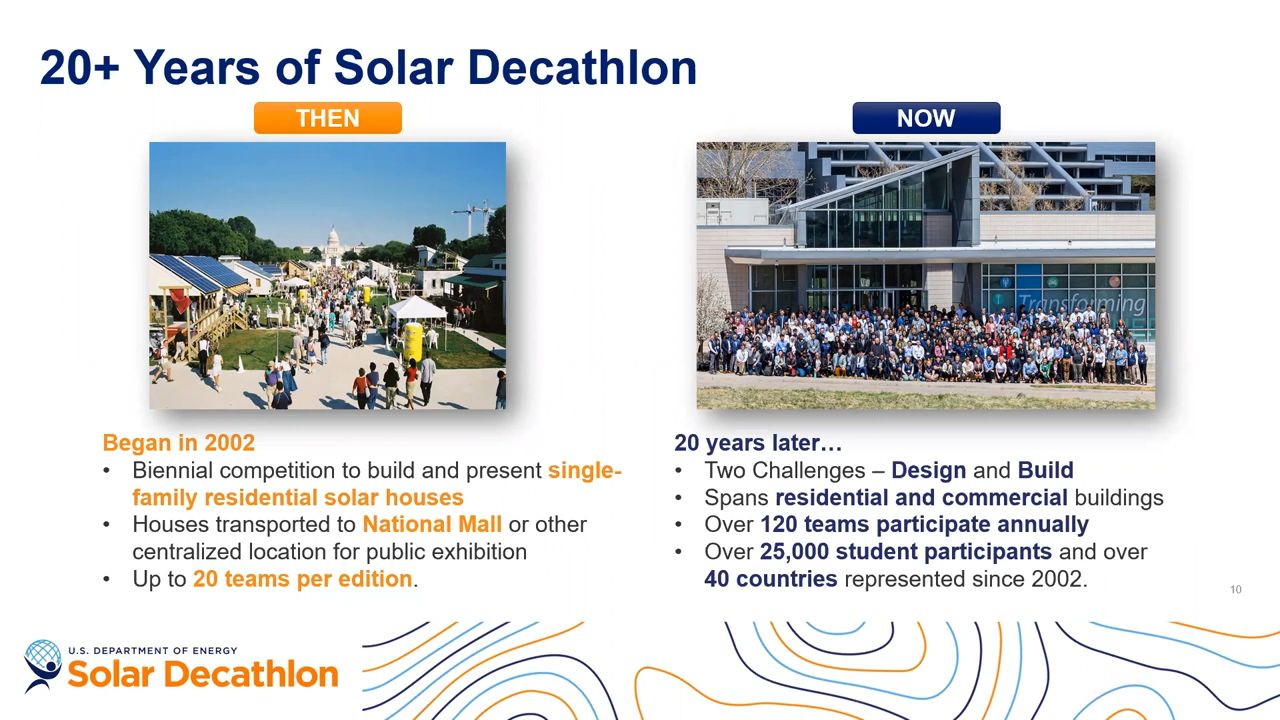 20+ Years of Solar Decathlon
THEN
Began in 2002
• Biennial competition to build and present single-
family residential solar houses
• Houses transported to National Mall or other
centralized location for public exhibition
• Up to 20 teams per edition.
NOW
Transforming
20 years later…
• Two Challenges – Design and Build
• Spans residential and commercial buildings
• Over 120 teams participate annually
• Over 25,000 student participants and over
40 countries represented since 2002.
10
U.S. DEPARTMENT OF ENERGY
Solar Decathlon